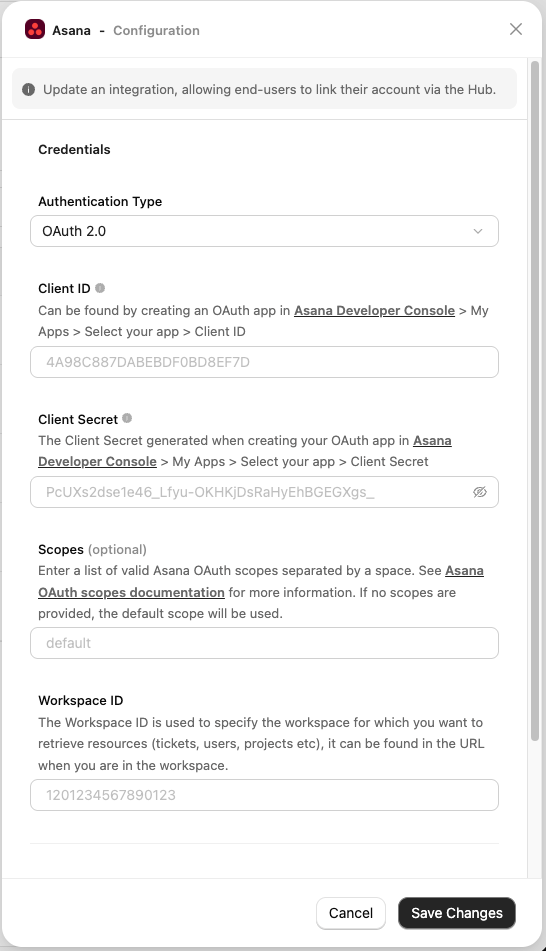 Asana - Configuration
Update an integration, allowing end-users to link their account via the Hub.
Credentials
Authentication Type
OAuth 2.0
Client ID
Can be found by creating an OAuth app in Asana Developer Console > My
Apps > Select your app > Client ID
4A98C887DABEBDF0BD8EF7D
Client Secret
The Client Secret generated when creating your OAuth app in Asana
Developer Console > My Apps > Select your app > Client Secret
PcUXs2dse1e46_Lfyu-OKHKjDsRaHyEhBGEGXgs_
Scopes (optional)
Enter a list of valid Asana OAuth scopes separated by a space. See Asana
OAuth scopes documentation for more information. If no scopes are
provided, the default scope will be used.
default
Workspace ID
The Workspace ID is used to specify the workspace for which you want to
retrieve resources (tickets, users, projects etc), it can be found in the URL
when you are in the workspace.
1201234567890123
Cancel
Save Changes